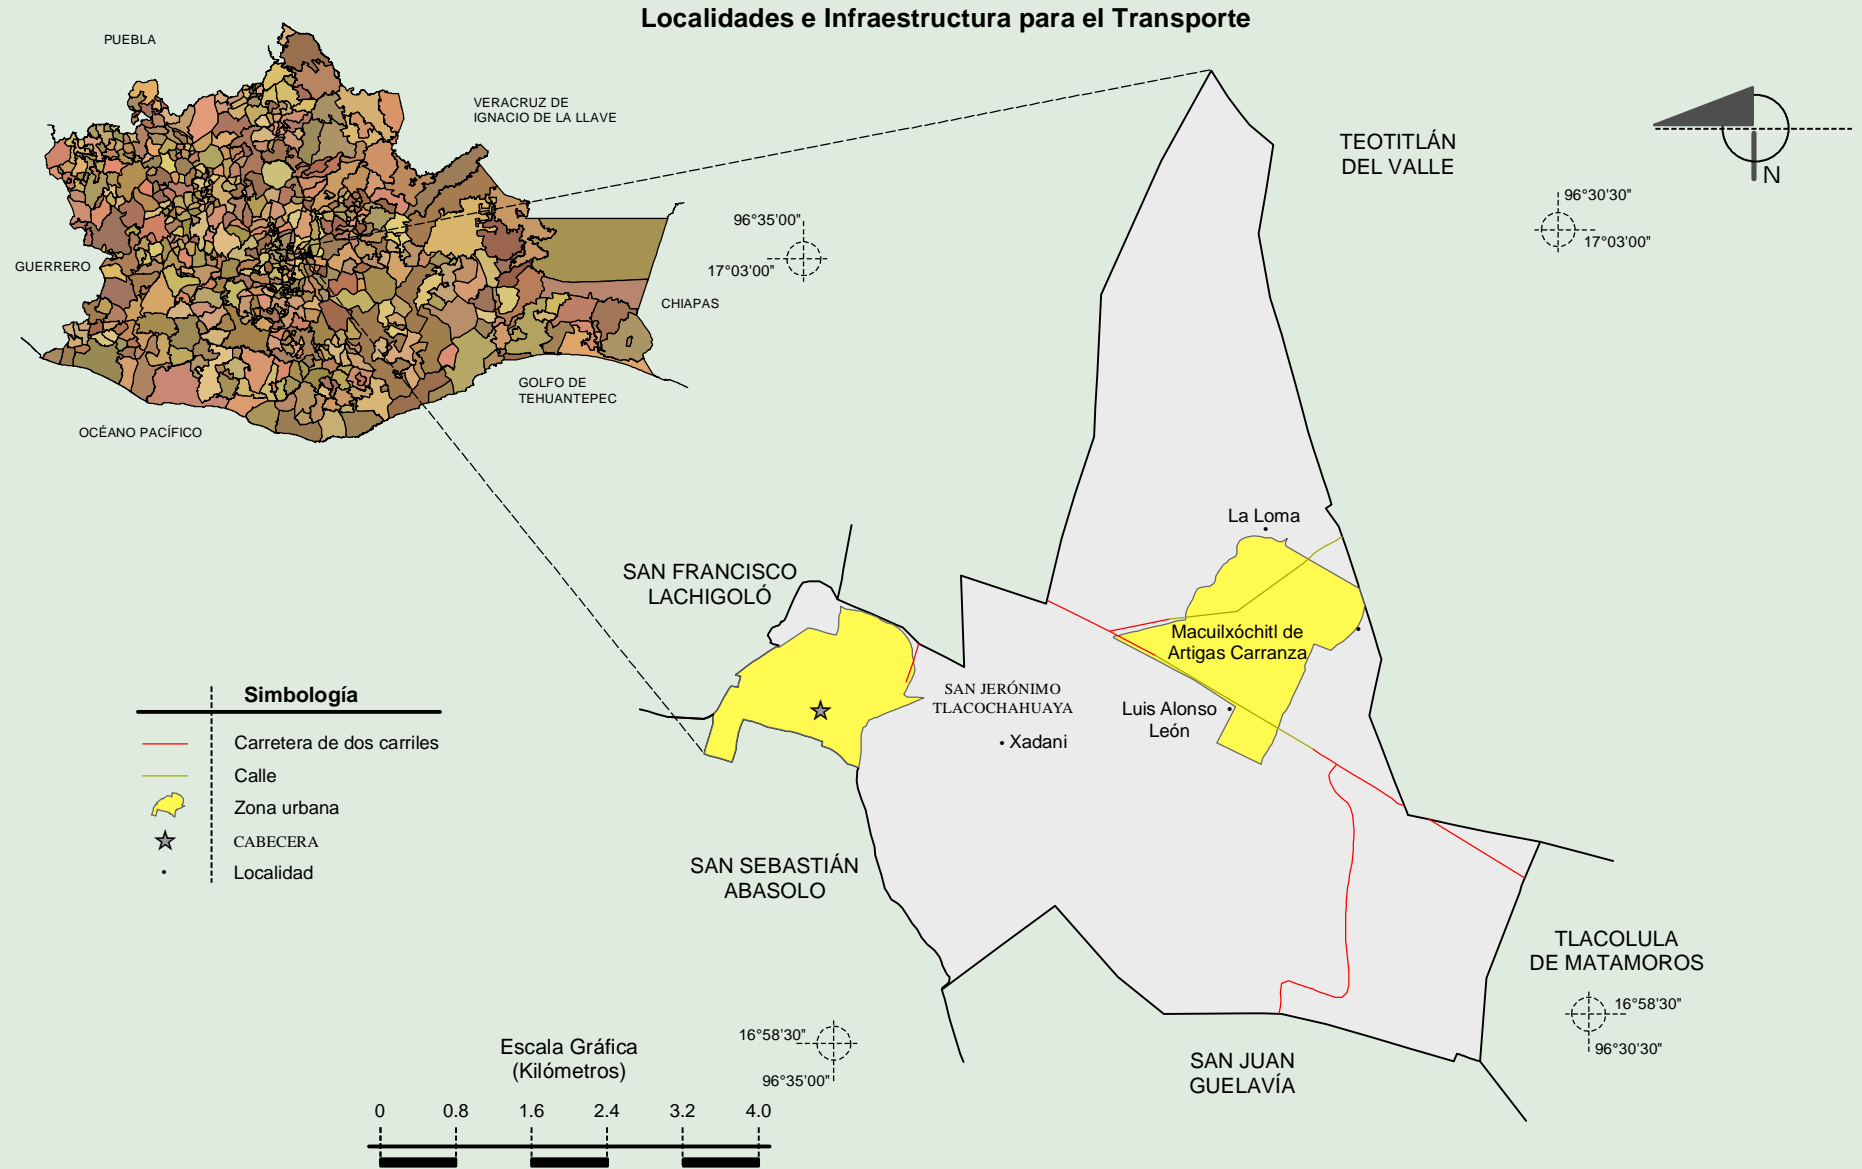 Localidades e Infraestructura para el Transporte
PUEBLA
VERACRUZ DE
IGNACIO DE LA LLAVE
GUERRERO
CHIAPAS
GOLFO DE
TEHUANTEPEC
OCÉANO PACÍFICO
TEOTITLÁN
DEL VALLE
N
96°35'00"
17°03'00"
96°30'30"
17°03'00"
La Loma
SAN FRANCISCO
LACHIGOLÓ
Macuilxóchitl de
Artigas Carranza
SAN JERÓNIMO
TLACOCHAHUAYA
Luis Alonso
León
Xadani
Simbología
Carretera de dos carriles
Calle
Zona urbana
CABECERA
Localidad
SAN SEBASTIÁN
ABASOLO
TLACOLULA
DE MATAMOROS
16°58'30"
96°30'30"
16°58'30"
96°35'00"
SAN JUAN
GUELAVÍA
Escala Gráfica
(Kilómetros)
0 0.8 1.6 2.4 3.2 4.0